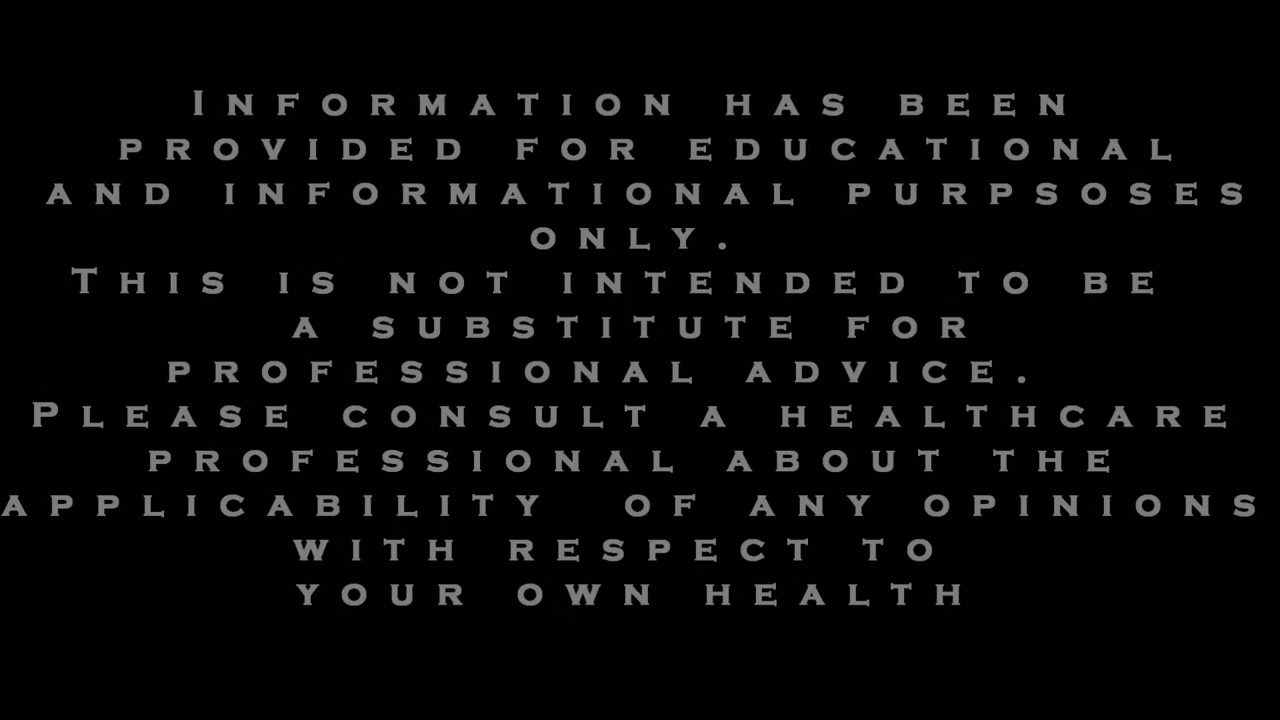 Information has been
provided for educational
and informational purpsoses
only.
This is not intended to be
a substitute for
professional advice.
Please consult a healthcare
professional about the
applicability of any opinions
with respect to
your own health